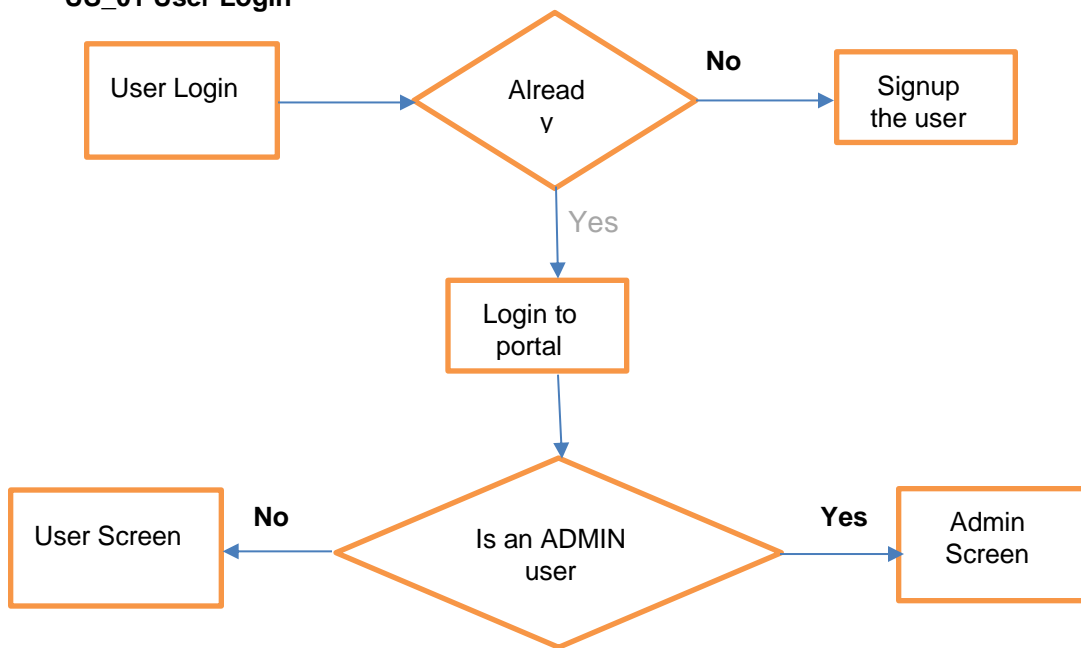 User Login
Alread
y
No
Signup
the user
Yes
Login to
portal
User Screen
No
Is an ADMIN
user
Yes
Admin
Screen